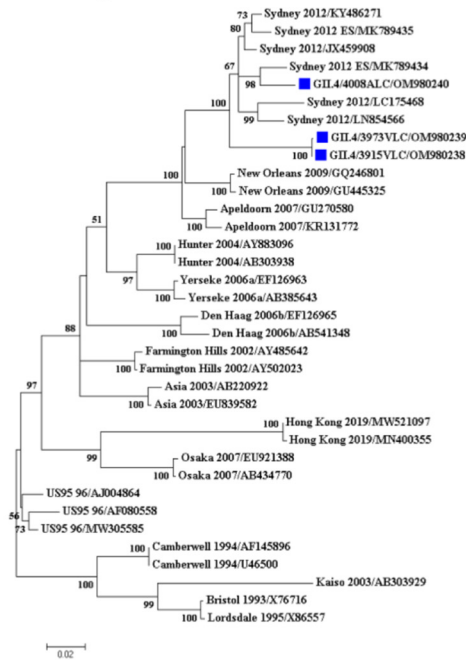 73
Sydney 2012/KY486271
80
Sydney 2012 ES/MK789435
Sydney 2012/JX459908
67
Sydney 2012 ES/MK789434
98
GII.4/4008ALC/OM980240
Sydney 2012/LC175468
100
99
Sydney 2012/LN854566
GII.4/3973VLC/OM980239
100
GII.4/3915VLC/OM980238
100
New Orleans 2009/GQ246801
100
New Orleans 2009/GU445325
Apeldoorn 2007/GU270580
51
100
Apeldoorn 2007/KR131772
Hunter 2004/AY883096
100
Hunter 2004/AB303938
97
Yerseke 2006a/EF126963
100
Yerseke 2006a/AB385643
Den Haag 2006b/EF126965
88
100
Den Haag 2006b/AB541348
Farmington Hills 2002/AY485642
100
Farmington Hills 2002/AY502023
97
Asia 2003/AB220922
100
Asia 2003/EU839582
100
Hong Kong 2019/MW521097
Hong Kong 2019/MN400355
99
Osaka 2007/EU921388
100
Osaka 2007/AB434770
US95 96/AJ004864
56
US95 96/AF080558
73
US95 96/MW305585
Camberwell 1994/AF145896
100
Camberwell 1994/U46500
100
Kaiso 2003/AB303929
99
Bristol 1993/X76716
100
Lordsdale 1995/X86557
0.02